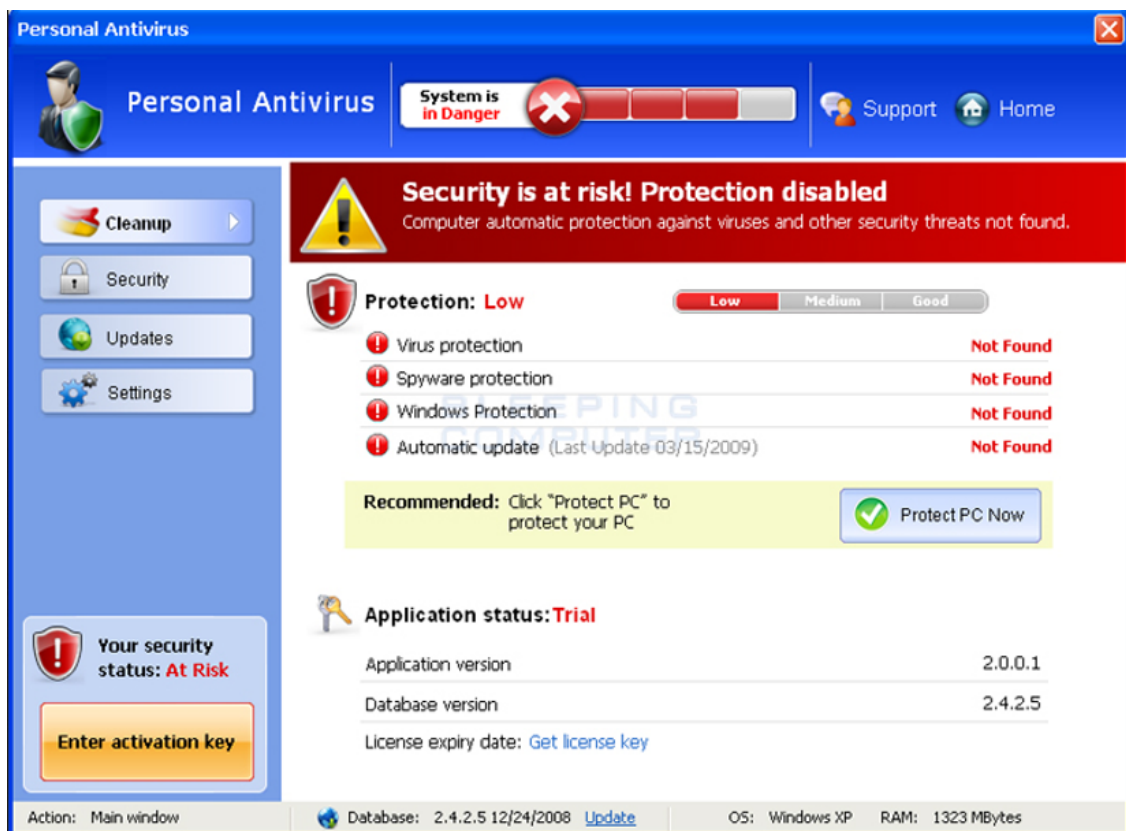 Personal Antivirus
Personal Antivirus
System is
in Danger
Support
Home
Cleanup
Security
Updates
Settings
Security is at risk! Protection disabled
Computer automatic protection against viruses and other security threats not found.
Protection: Low
Low Medium Good
Virus protection Not Found
Spyware protection Not Found
Windows Protection Not Found
Automatic update (Last Update 03/15/2009) Not Found
BLEEPING
COMPUTER
Recommended: Click "Protect PC" to
protect your PC
Protect PC Now
Application status: Trial
Application version 2.0.0.1
Database version 2.4.2.5
License expiry date: Get license key
Your security
status: At Risk
Enter activation key
Action: Main window Database: 2.4.2.5 12/24/2008 Update OS: Windows XP RAM: 1323 MBytes